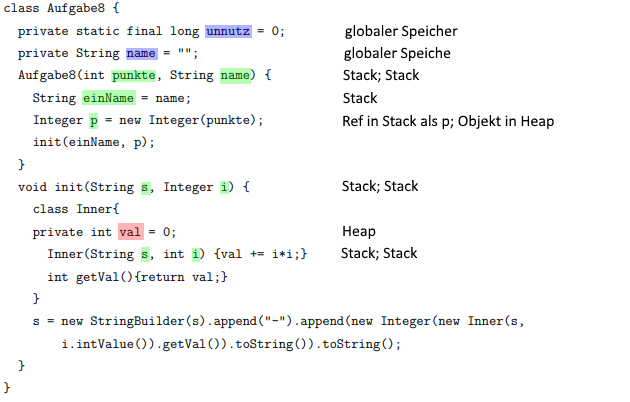 class Aufgabe8 {
private static final long unnutz = 0; globaler Speicher
private String name = ""; globaler Speiche
Aufgabe8(int punkte, String name) { Stack; Stack
String einName = name; Stack
Integer p = new Integer(punkte); Ref in Stack als p; Objekt in Heap
init(einName, p);
}
void init(String s, Integer i) { Stack; Stack
class Inner{
private int val = 0; Heap
Inner(String s, int i) {val += i*i;} Stack; Stack
int getVal(){return val;}
}
s = new StringBuilder(s).append("-").append(new Integer(new Inner(s,
i.intValue()).getVal()).toString()).toString();
}
}